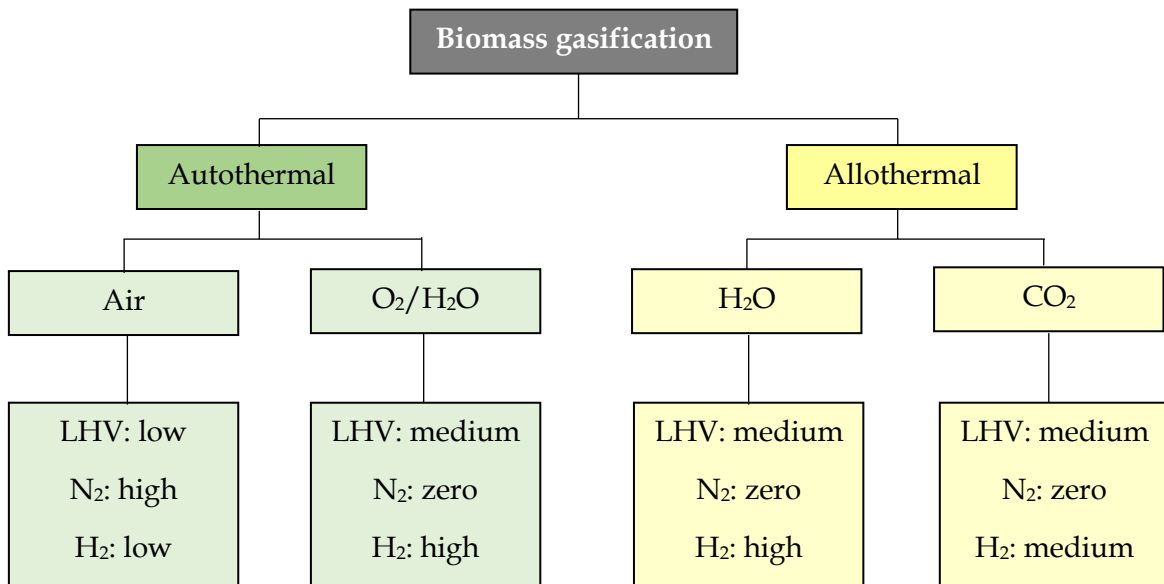 Biomass gasification
Autothermal
Allothermal
Air
O₂/H₂O
H₂O
CO₂
LHV: low
N₂: high
H₂: low
LHV: medium
N₂: zero
H₂: high
LHV: medium
N₂: zero
H₂: high
LHV: medium
N₂: zero
H₂: medium